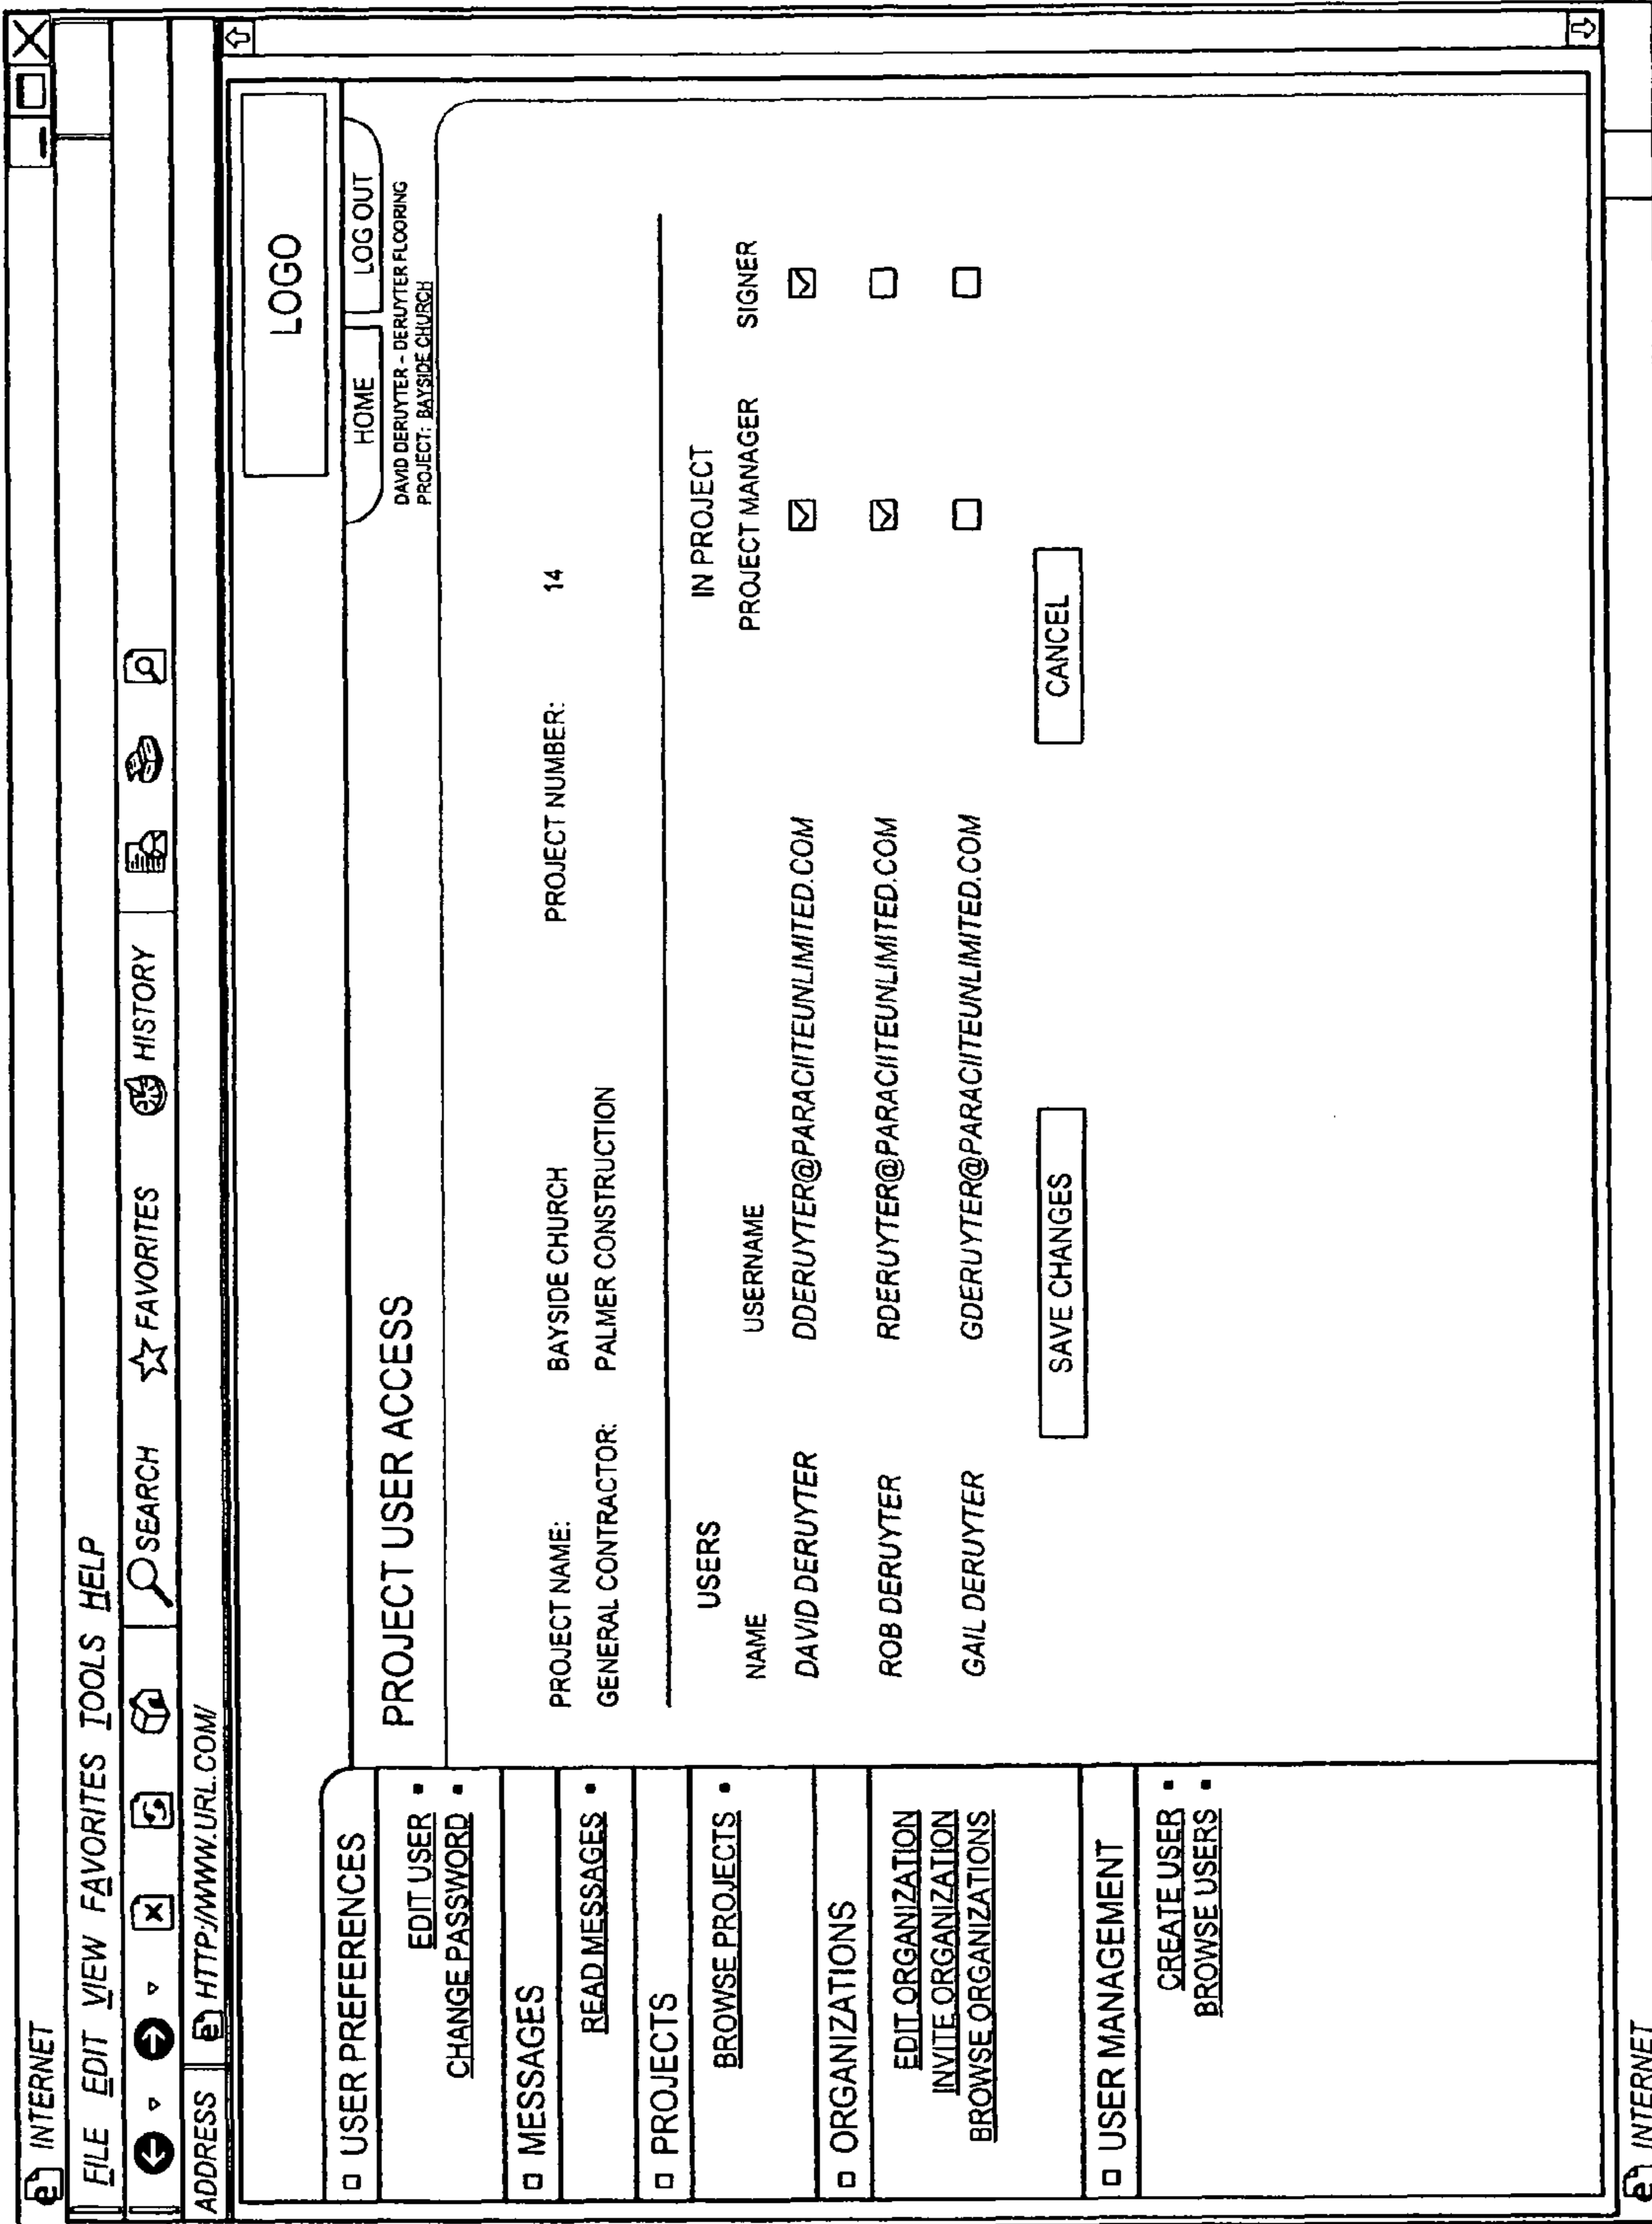 INTERNET
FILE EDIT VIEW FAVORITES TOOLS HELP
SEARCH FAVORITES HISTORY
ADDRESS HTTP://WWW.URL.COM/
LOGO
HOME LOG OUT
DAVID DERUYTER - DERUYTER FLOORING
PROJECT: BAYSIDE CHURCH
USER PREFERENCES
EDIT USER
CHANGE PASSWORD
MESSAGES
READ MESSAGES
PROJECTS
BROWSE PROJECTS
ORGANIZATIONS
EDIT ORGANIZATION
INVITE ORGANIZATION
BROWSE ORGANIZATIONS
USER MANAGEMENT
CREATE USER
BROWSE USERS
PROJECT USER ACCESS
PROJECT NAME: BAYSIDE CHURCH PROJECT NUMBER: 14
GENERAL CONTRACTOR: PALMER CONSTRUCTION
USERS IN PROJECT
NAME USERNAME PROJECT MANAGER SIGNER
DAVID DERUYTER DDERUYTER@PARACIITEUNLIMITED.COM
ROB DERUYTER RDERUYTER@PARACIITEUNLIMITED.COM
GAIL DERUYTER GDERUYTER@PARACIITEUNLIMITED.COM
SAVE CHANGES CANCEL
INTERNET